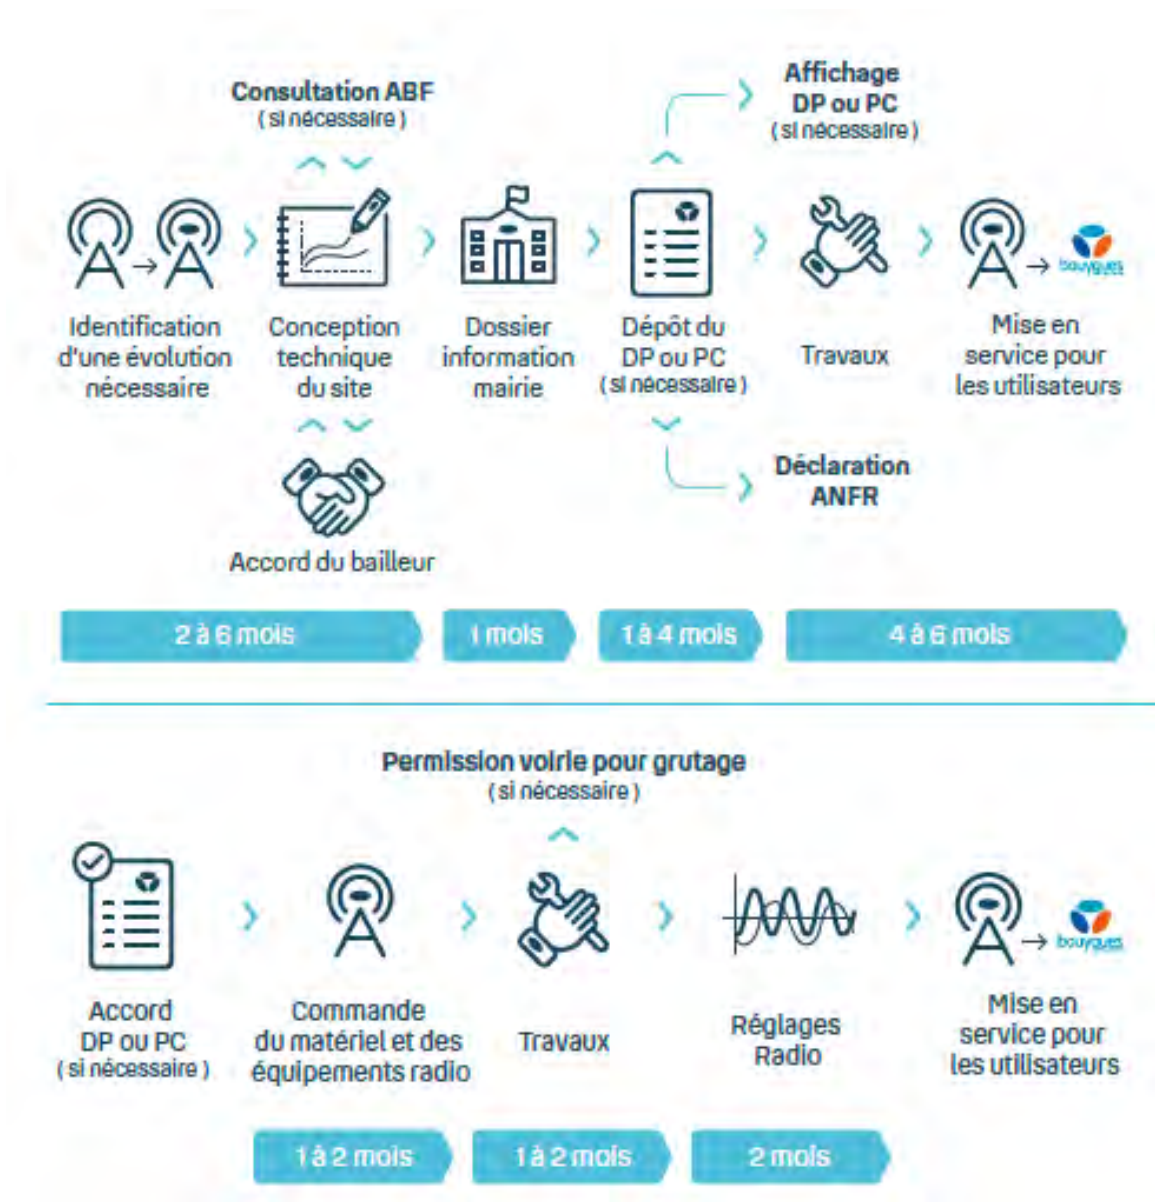 Consultation ABF
( si nécessaire )
Affichage
DP ou PC
( si nécessaire )
bouygues
Identification
d'une évolution
nécessaire
Conception
technique
du site
Dossier
information
mairie
Dépôt du
DP ou PC
( si nécessaire )
Travaux
Mise en
service pour
les utilisateurs
Accord du bailleur
Déclaration
ANFR
2 à 6 mois
1 mois
1 à 4 mois
4 à 6 mois
Permission voirie pour grutage
( si nécessaire )
bouygues
Accord
DP ou PC
( si nécessaire )
Commande
du matériel et des
équipements radio
Travaux
Réglages
Radio
Mise en
service pour
les utilisateurs
1 à 2 mois
1 à 2 mois
2 mois